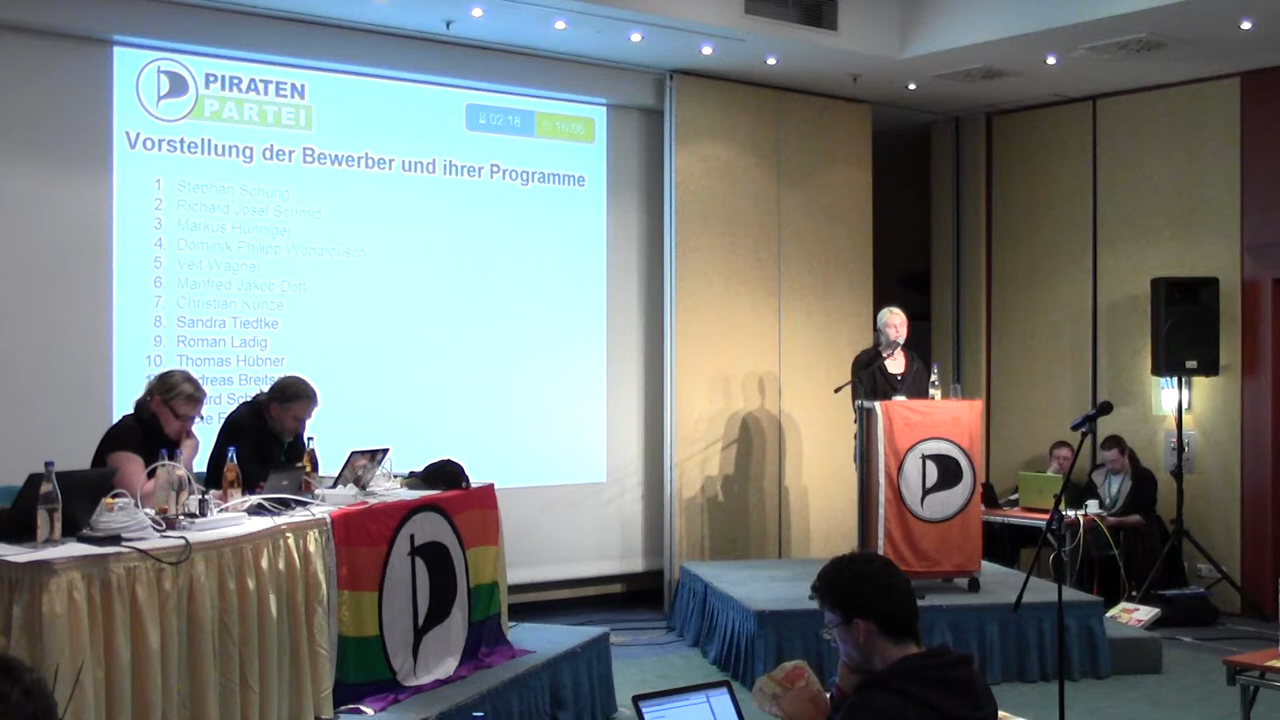 PIRATEN
PARTEI
02:18 16:05
Vorstellung der Bewerber und ihrer Programme
1. Stephan Schurig
2. Richard Josef Schmid
3. Markus Hünniger
4. Dominik Philipp Wondrousch
5. Veit Wagner
6. Manfred Jakob Dott
7. Christian Kunze
8. Sandra Tiedtke
9. Roman Ladig
10. Thomas Hübner